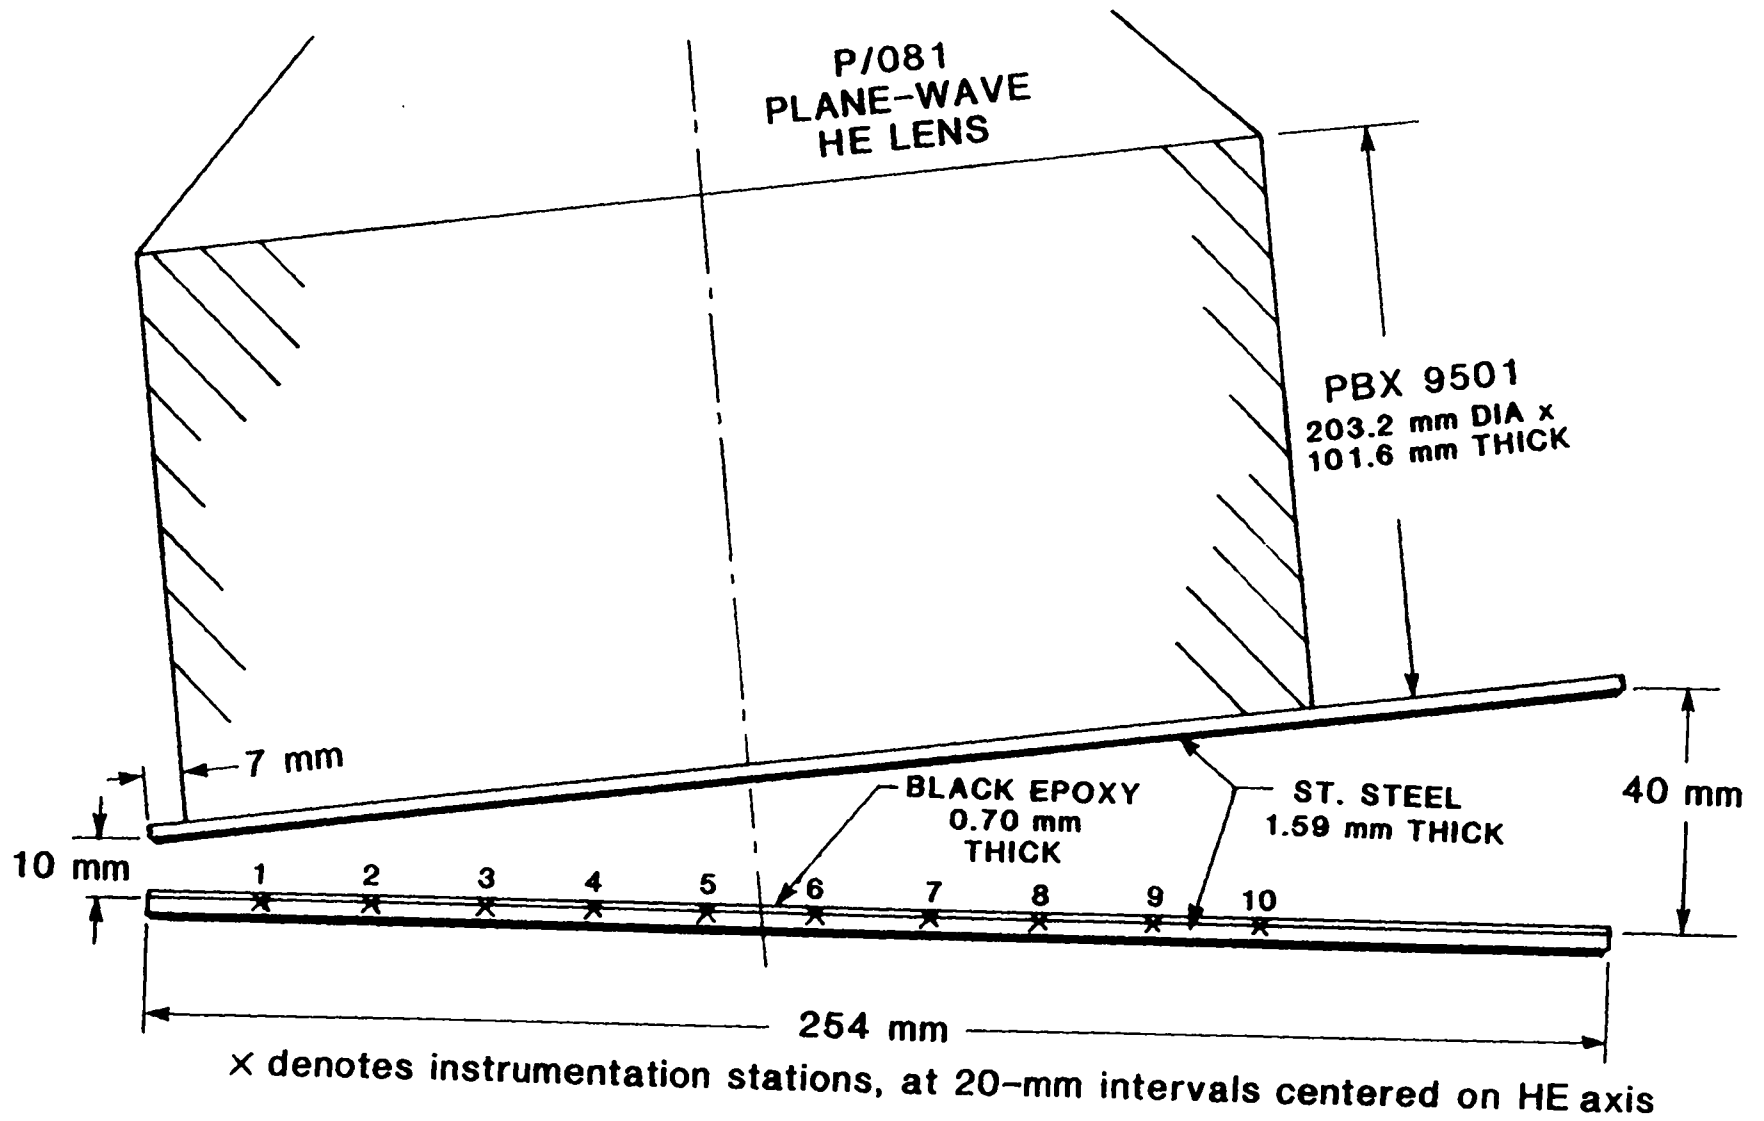 P/081
PLANE-WAVE
HE LENS
PBX 9501
203.2 mm DIA x
101.6 mm THICK
7 mm
BLACK EPOXY
0.70 mm
THICK
ST. STEEL
1.59 mm THICK
40 mm
10 mm
1 2 3 4 5 6 7 8 9 10
254 mm
x denotes instrumentation stations, at 20-mm intervals centered on HE axis